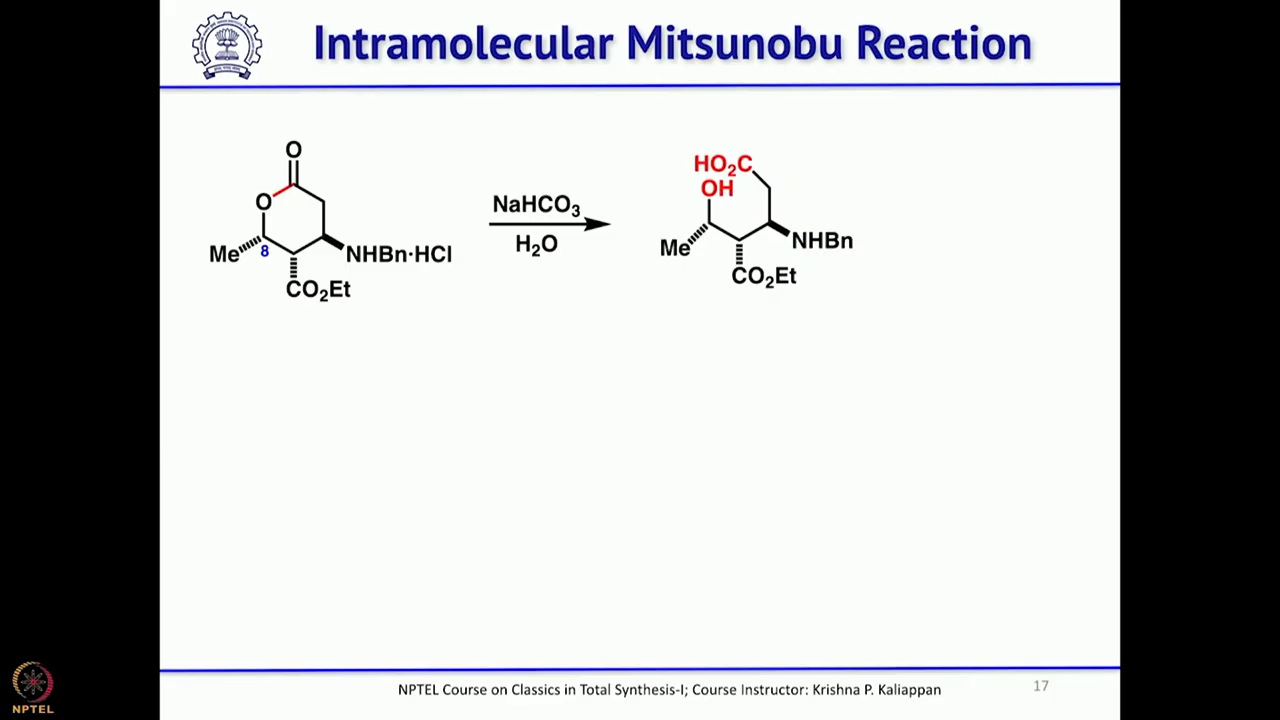 Intramolecular Mitsunobu Reaction
O
O
Me
8
NHBn·HCl
CO₂Et
NaHCO₃
H₂O
HO₂C
OH
Me
NHBn
CO₂Et
NPTEL
NPTEL Course on Classics in Total Synthesis-I; Course Instructor: Krishna P. Kaliappan
17